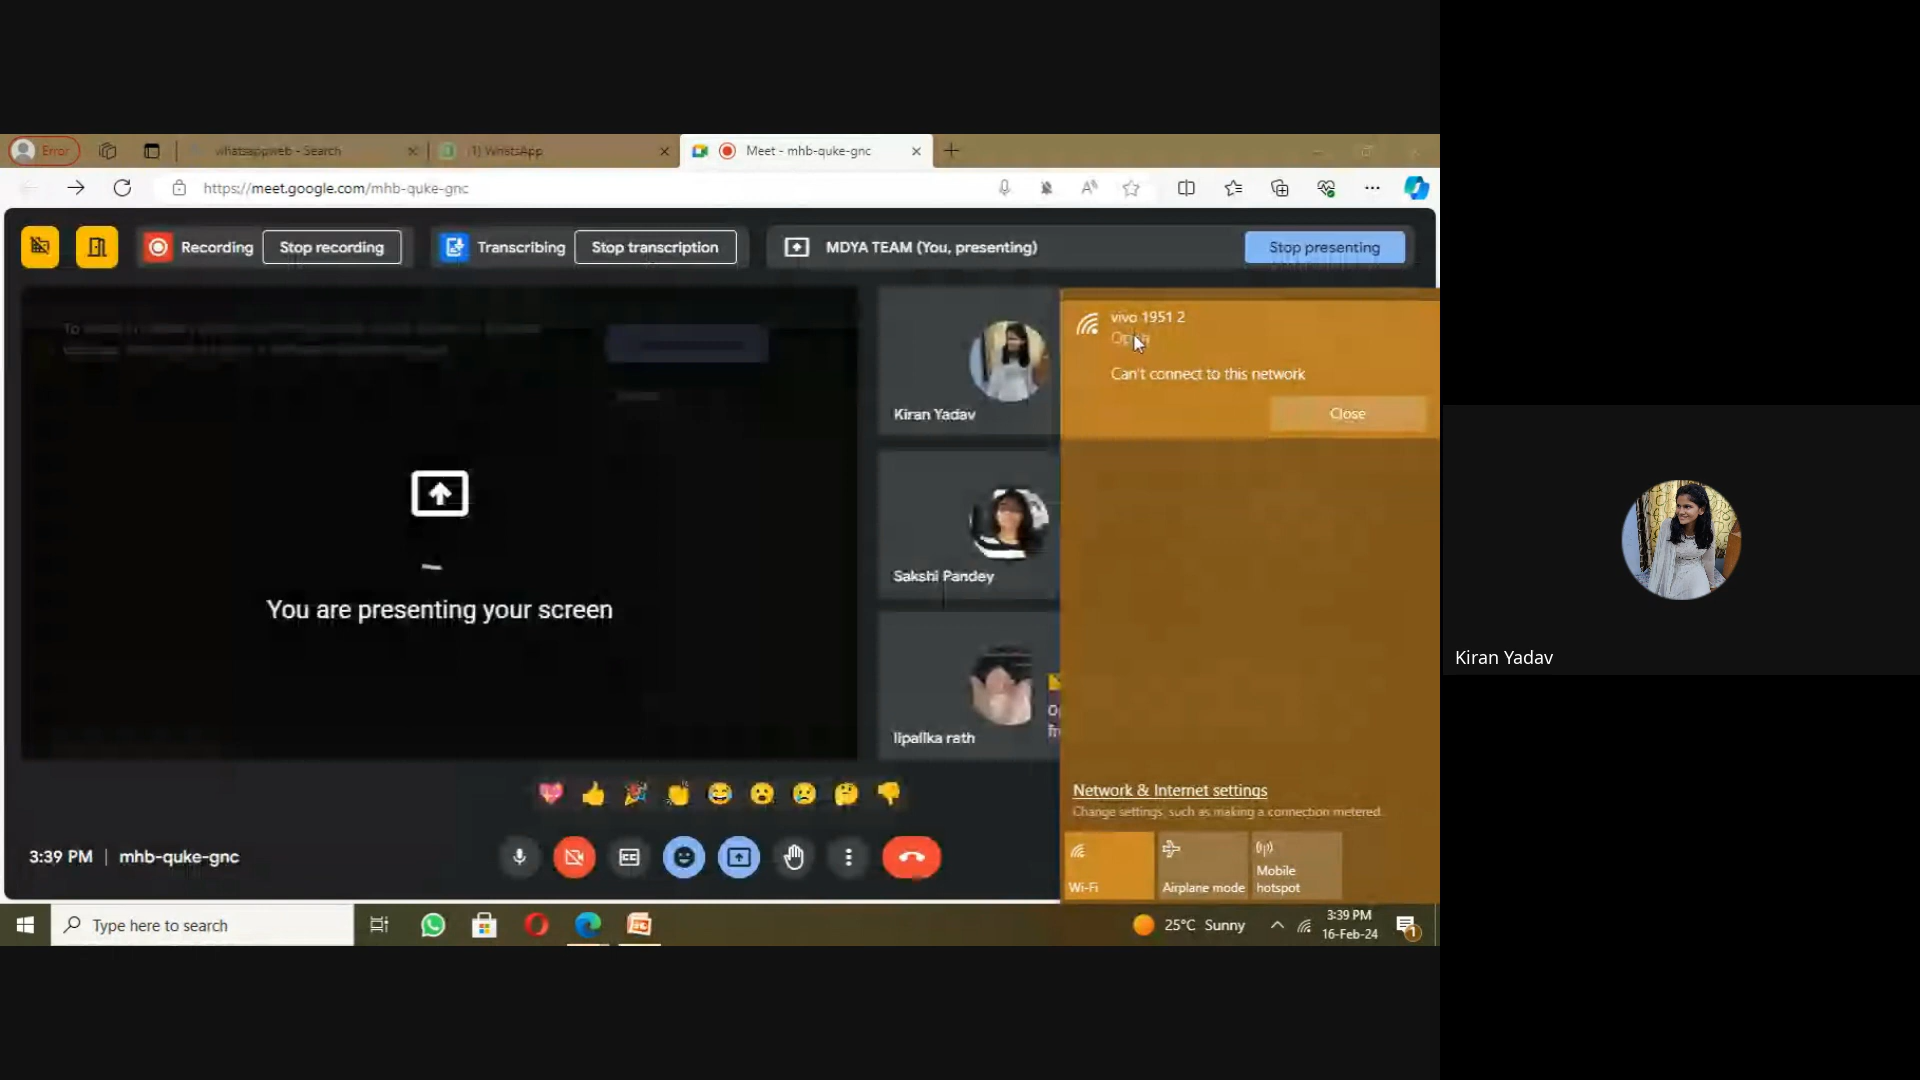 Error
whatsappweb - Search
(1) WhatsApp
Meet - mhb-quke-gnc
https://meet.google.com/mhb-quke-gnc
Recording
Stop recording
Transcribing
Stop transcription
MDYA TEAM (You, presenting)
Stop presenting
You are presenting your screen
Kiran Yadav
Sakshi Pandey
lipalika rath
vivo 1951 2
Open
Can't connect to this network
Close
Network & Internet settings
Change settings, such as making a connection metered.
Wi-Fi
Airplane mode
Mobile
hotspot
3:39 PM | mhb-quke-gnc
Type here to search
25°C Sunny
3:39 PM
16-Feb-24
1
Kiran Yadav